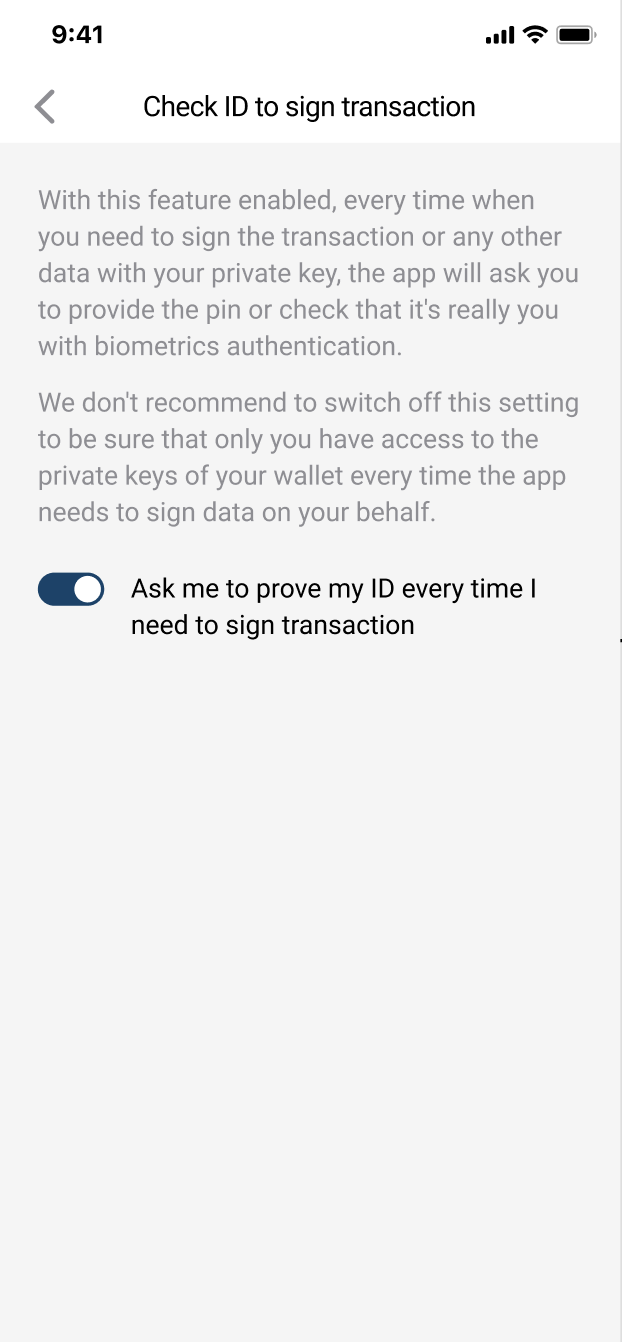 9:41
Check ID to sign transaction
With this feature enabled, every time when
you need to sign the transaction or any other
data with your private key, the app will ask you
to provide the pin or check that it's really you
with biometrics authentication.
We don't recommend to switch off this setting
to be sure that only you have access to the
private keys of your wallet every time the app
needs to sign data on your behalf.
Ask me to prove my ID every time I
need to sign transaction